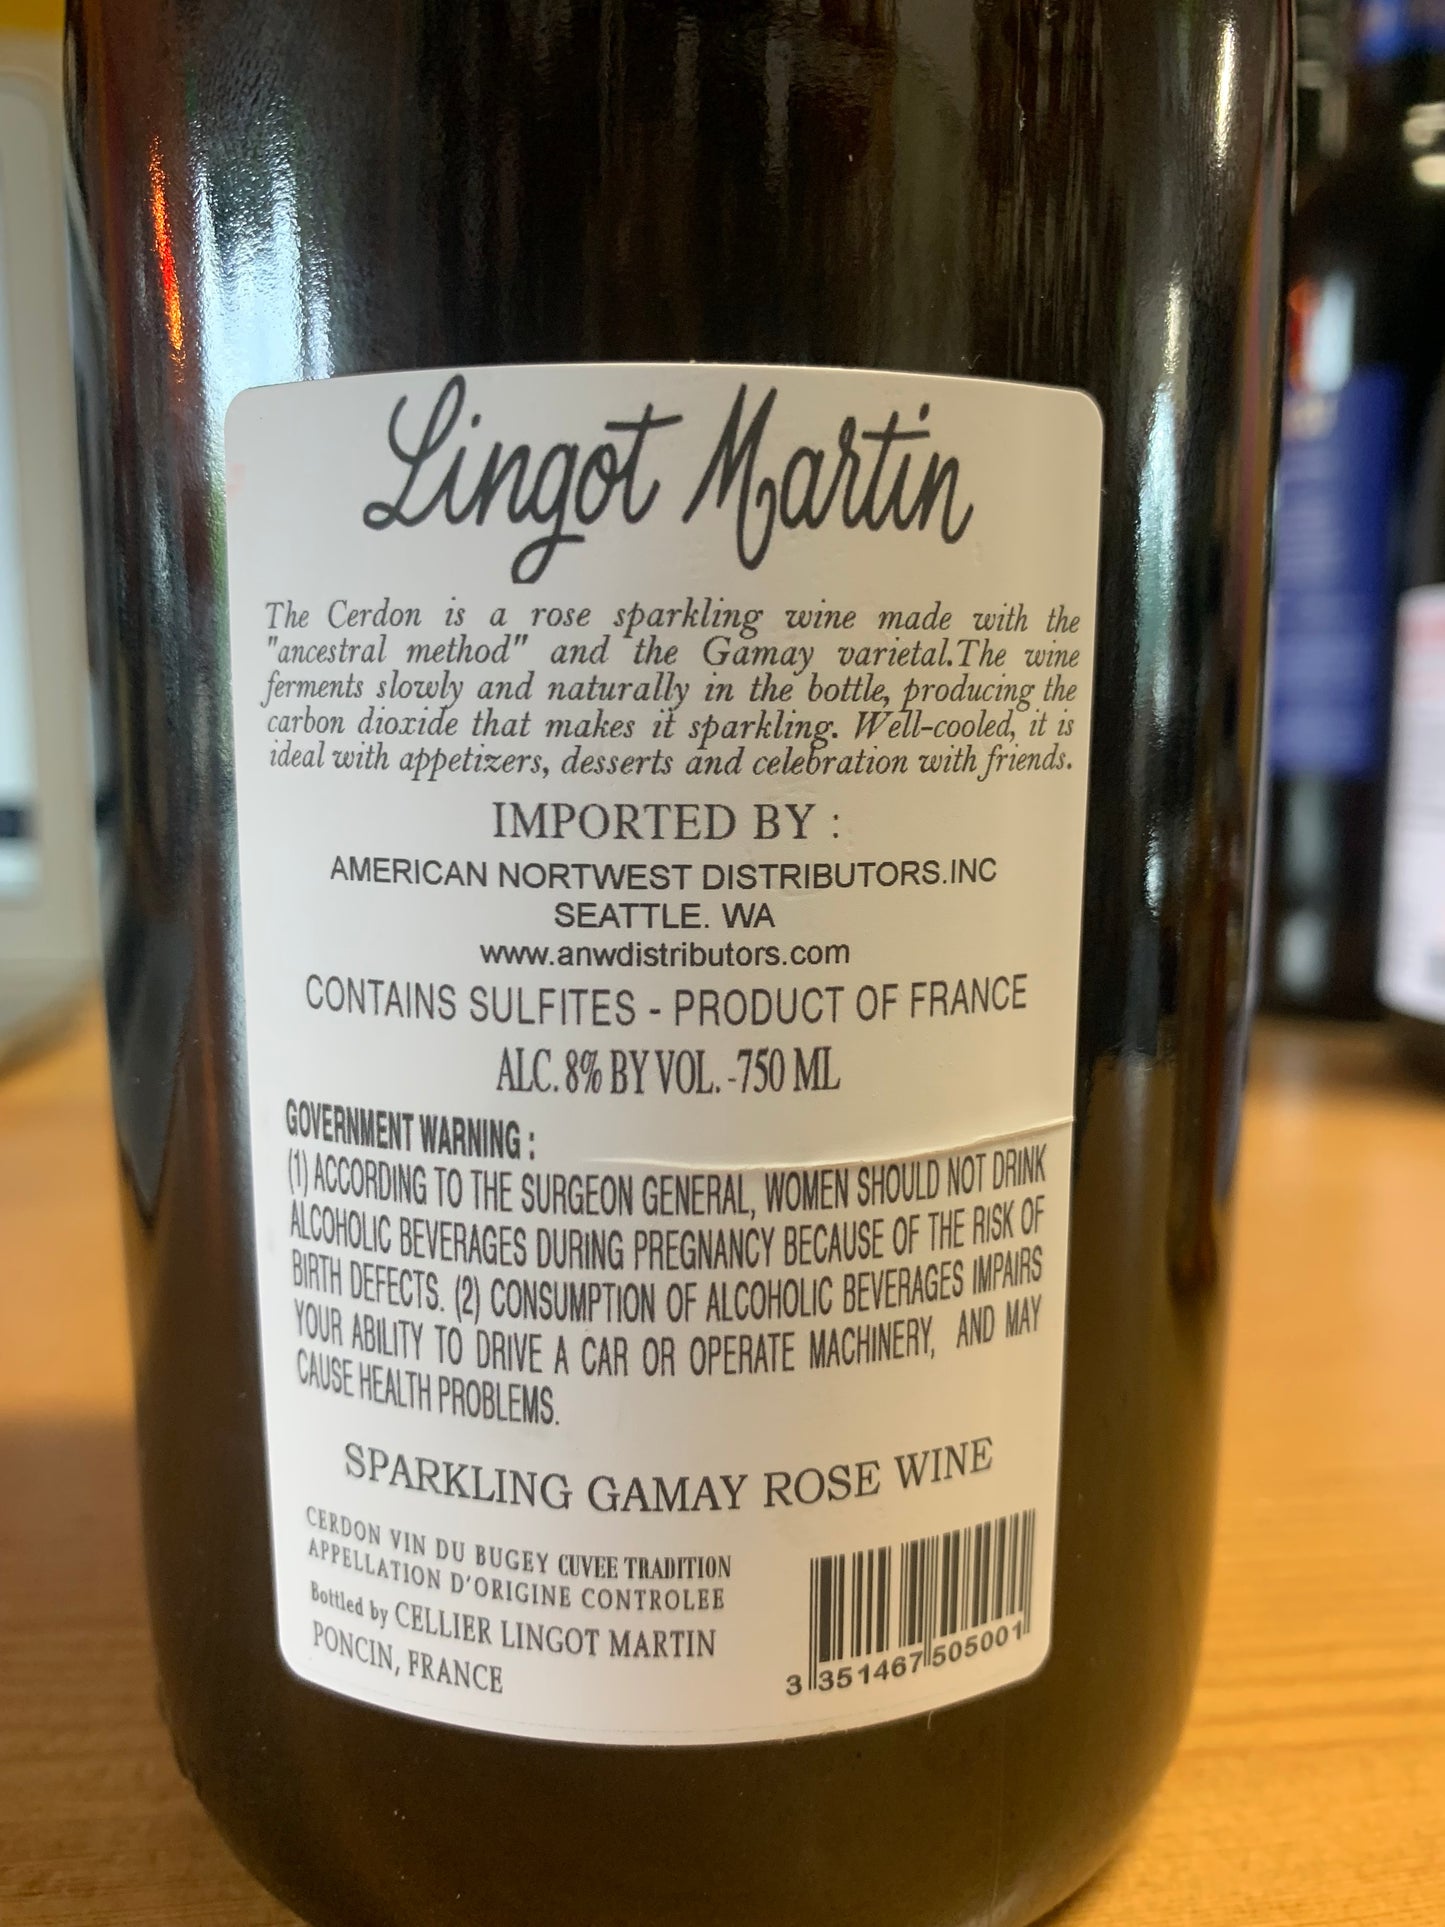 Lingot Martin
The Cerdon is a rose sparkling wine made with the
"ancestral method" and the Gamay varietal.The wine
ferments slowly and naturally in the bottle, producing the
carbon dioxide that makes it sparkling. Well-cooled, it is
ideal with appetizers, desserts and celebration with friends.
IMPORTED BY :
AMERICAN NORTWEST DISTRIBUTORS.INC
SEATTLE. WA
www.anwdistributors.com
CONTAINS SULFITES - PRODUCT OF FRANCE
ALC. 8% BY VOL. -750 ML
GOVERNMENT WARNING :
(1) ACCORDING TO THE SURGEON GENERAL, WOMEN SHOULD NOT DRINK
ALCOHOLIC BEVERAGES DURING PREGNANCY BECAUSE OF THE RISK OF
BIRTH DEFECTS. (2) CONSUMPTION OF ALCOHOLIC BEVERAGES IMPAIRS
YOUR ABILITY TO DRIVE A CAR OR OPERATE MACHINERY, AND MAY
CAUSE HEALTH PROBLEMS.
SPARKLING GAMAY ROSE WINE
CERDON VIN DU BUGEY CUVEE TRADITION
APPELLATION D'ORIGINE CONTROLEE
Bottled by CELLIER LINGOT MARTIN
PONCIN, FRANCE
3 351467 505001